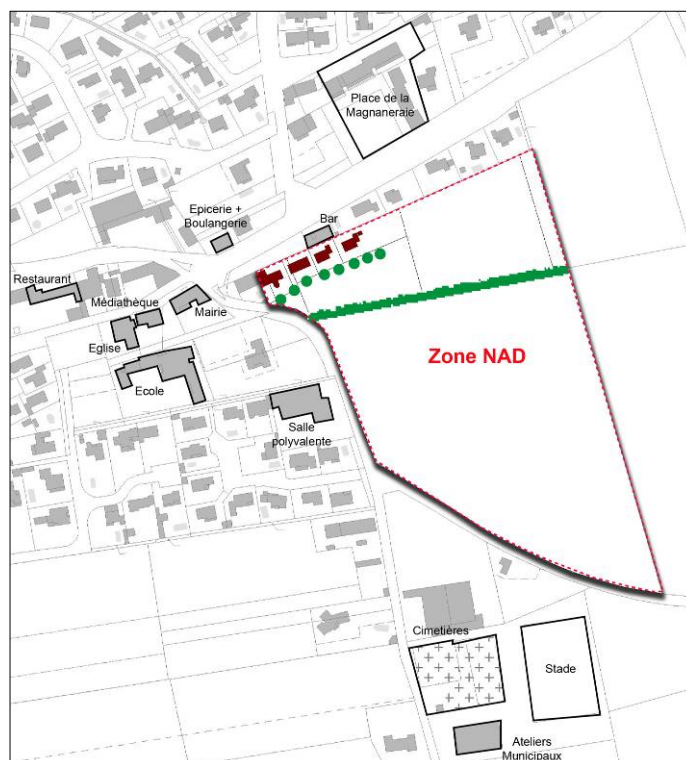 Place de la
Magnaneraie
Epicerie +
Boulangerie
Bar
Restaurant
Médiathèque
Mairie
Eglise
Ecole
Zone NAD
Salle
polyvalente
Cimetières
Stade
Ateliers
Municipaux